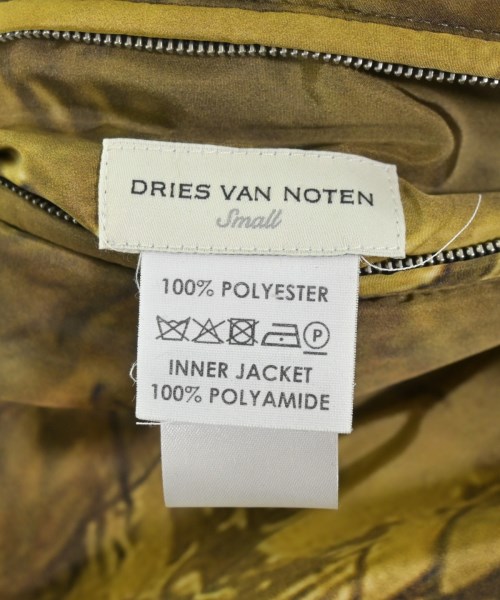 DRIES VAN NOTEN
Small
100% POLYESTER
P
INNER JACKET
100% POLYAMIDE